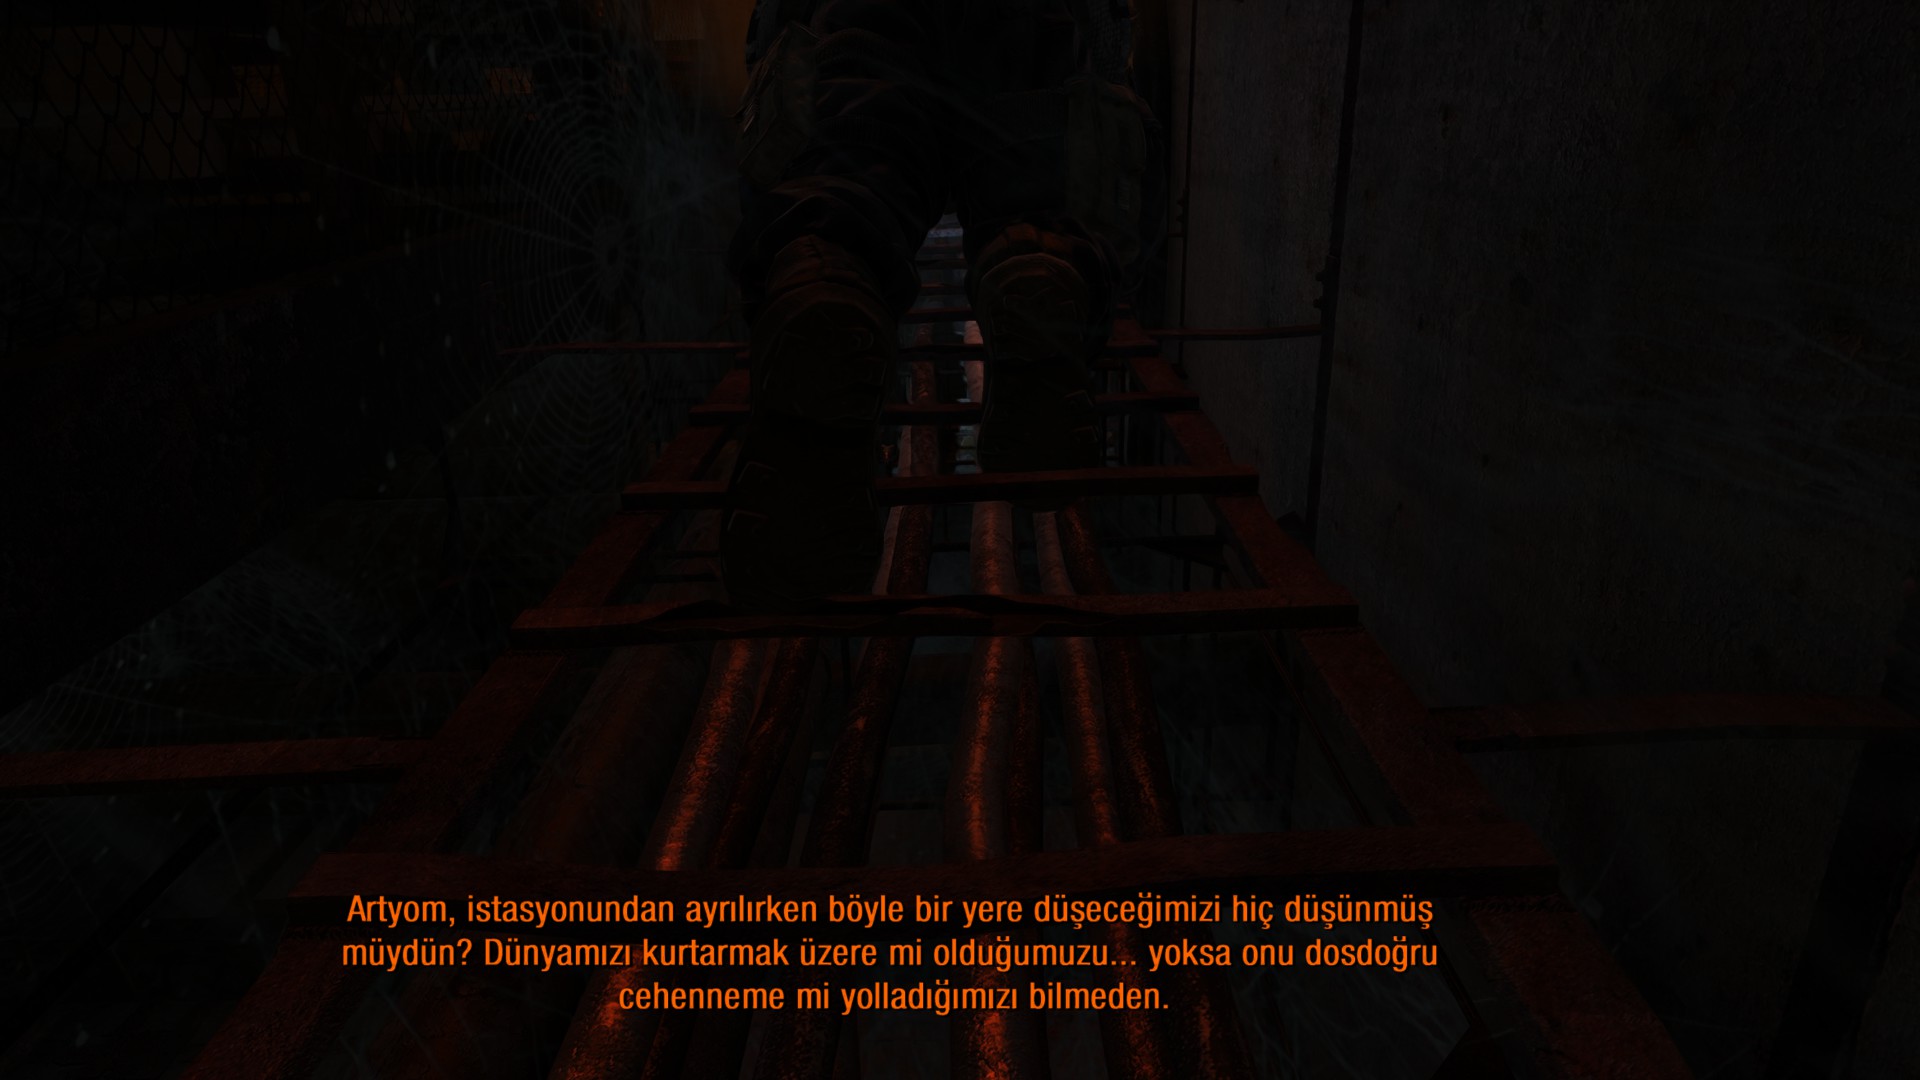 Artyom, istasyonundan ayrılırken böyle bir yere düşeceğimizi hiç düşünmüş
müydün? Dünyamızı kurtarmak üzere mi olduğumuzu... yoksa onu dosdoğru
cehenneme mi yolladığımızı bilmeden.